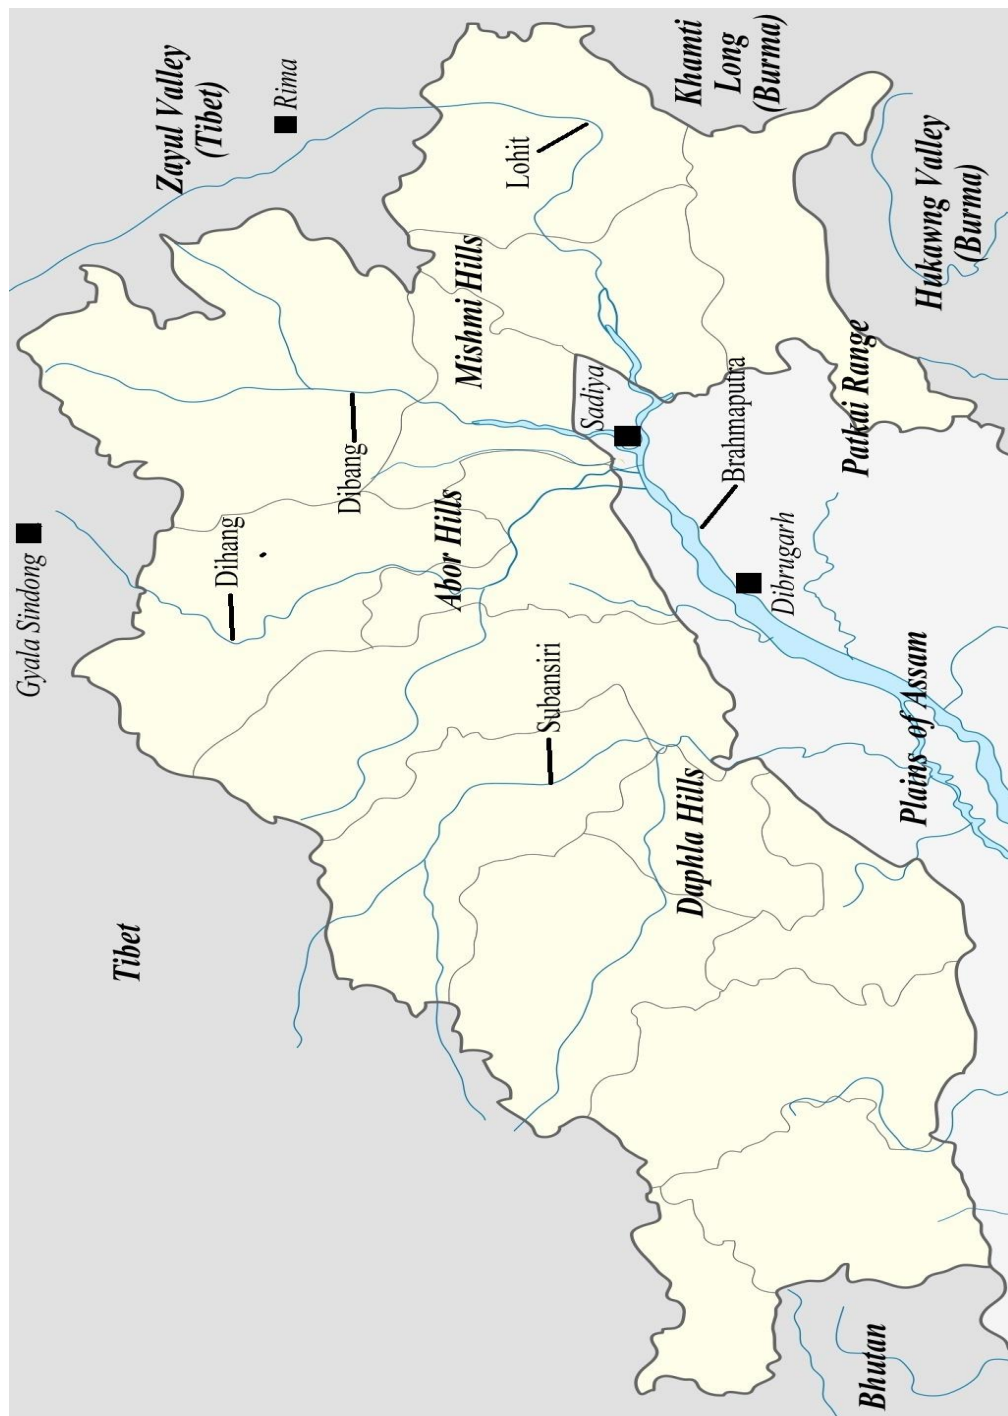 Zayul Valley
(Tibet)
Rima
Khamti
Long
(Burma)
Lohit
Hukawng Valley
(Burma)
Mishmi Hills
Sadiya
Patkai Range
Brahmaputra
Dibang
Gyala Sindong
Dihang
Abor Hills
Dibrugarh
Subansiri
Plains of Assam
Daphla Hills
Tibet
Bhutan